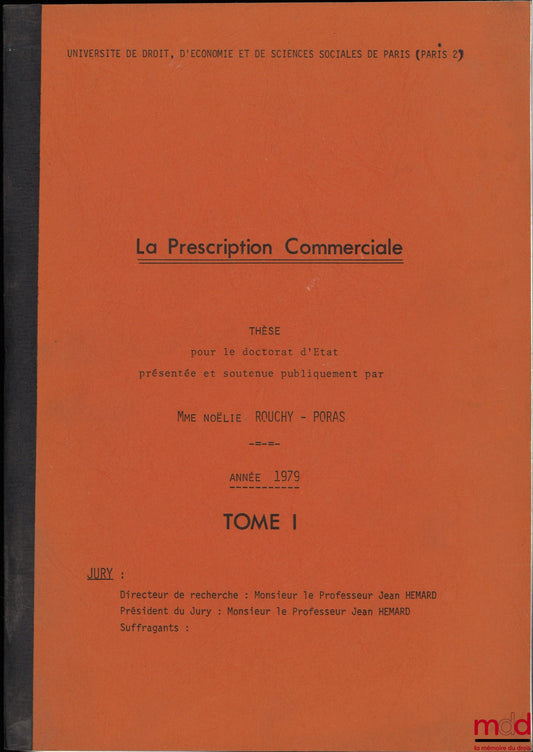 UNIVERSITE DE DROIT, D'ECONOMIE ET DE SCIENCES SOCIALES DE PARIS (PARIS 2)
La Prescription Commerciale
THÈSE
pour le doctorat d'Etat
présentée et soutenue publiquement par
MME NOËLIE ROUCHY - PORAS
-=-=-
ANNÉE 1979
TOME I
JURY :
Directeur de recherche : Monsieur le Professeur Jean HEMARD
Président du Jury : Monsieur le Professeur Jean HEMARD
Suffragants :
mdd
la mémoire du droit